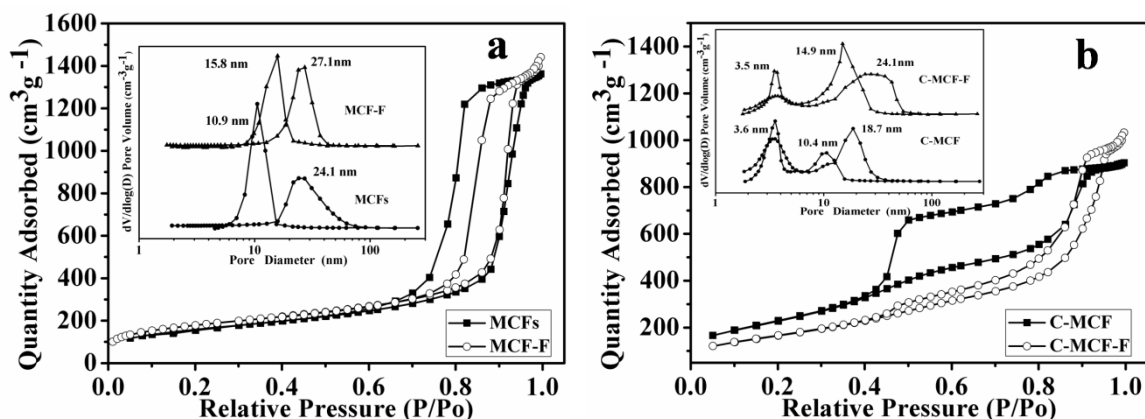 a
Quantity Adsorbed (cm³g⁻¹)
1600
1400
1200
1000
800
600
400
200
0
0.0 0.2 0.4 0.6 0.8 1.0
Relative Pressure (P/Po)
MCFs
MCF-F
dV/dlog(D) Pore Volume (cm⁻³g⁻¹)
15.8 nm
27.1nm
MCF-F
10.9 nm
24.1 nm
MCFs
1 10 100
Pore Diameter (nm)
b
Quantity Adsorbed (cm³g⁻¹)
1400
1200
1000
800
600
400
200
0.0 0.2 0.4 0.6 0.8 1.0
Relative Pressure (P/Po)
C-MCF
C-MCF-F
dV/dlog(D) Pore Volume (cm⁻³g⁻¹)
14.9 nm
24.1nm
C-MCF-F
3.5 nm
C-MCF
3.6 nm
10.4 nm
18.7 nm
1 10 100
Pore Diameter (nm)